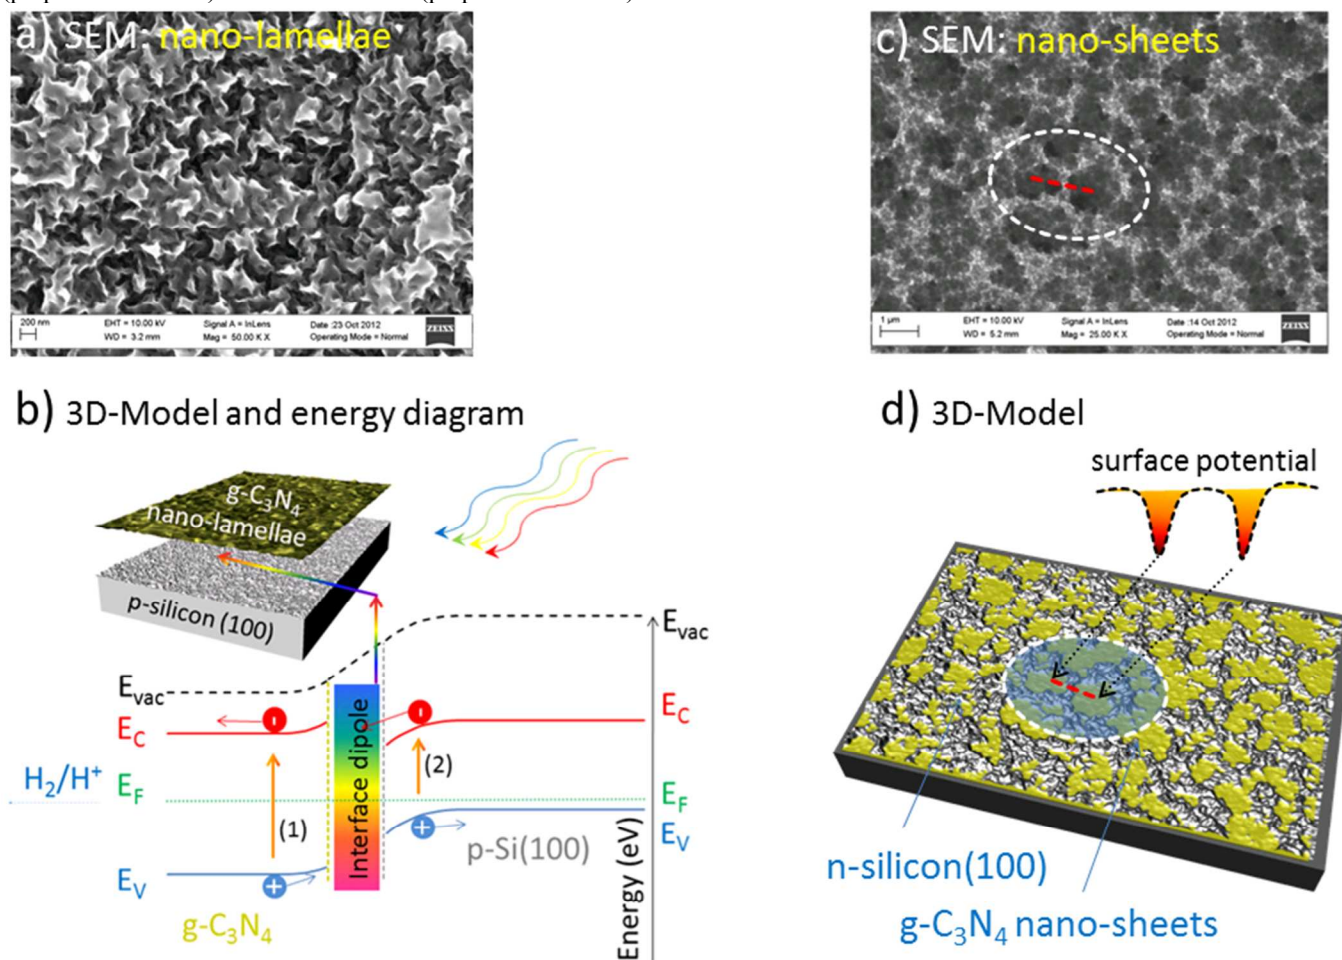 a) SEM: nano-lamellae
200 nm
EHT = 10.00 kV
WD = 3.2 mm
Signal A = InLens
Mag = 50.00 K X
Date :23 Oct 2012
Operating Mode = Normal
ZEISS
c) SEM: nano-sheets
1 µm
EHT = 10.00 kV
WD = 5.2 mm
Signal A = InLens
Mag = 25.00 K X
Date :14 Oct 2012
Operating Mode = Normal
ZEISS
b) 3D-Model and energy diagram
g-C₃N₄
nano-lamellae
p-silicon (100)
Evac
Evac
EC
EC
H₂/H⁺
EF
EF
(1)
(2)
Interface dipole
EV
EV
p-Si(100)
g-C₃N₄
Energy (eV)
d) 3D-Model
surface potential
n-silicon(100)
g-C₃N₄ nano-sheets